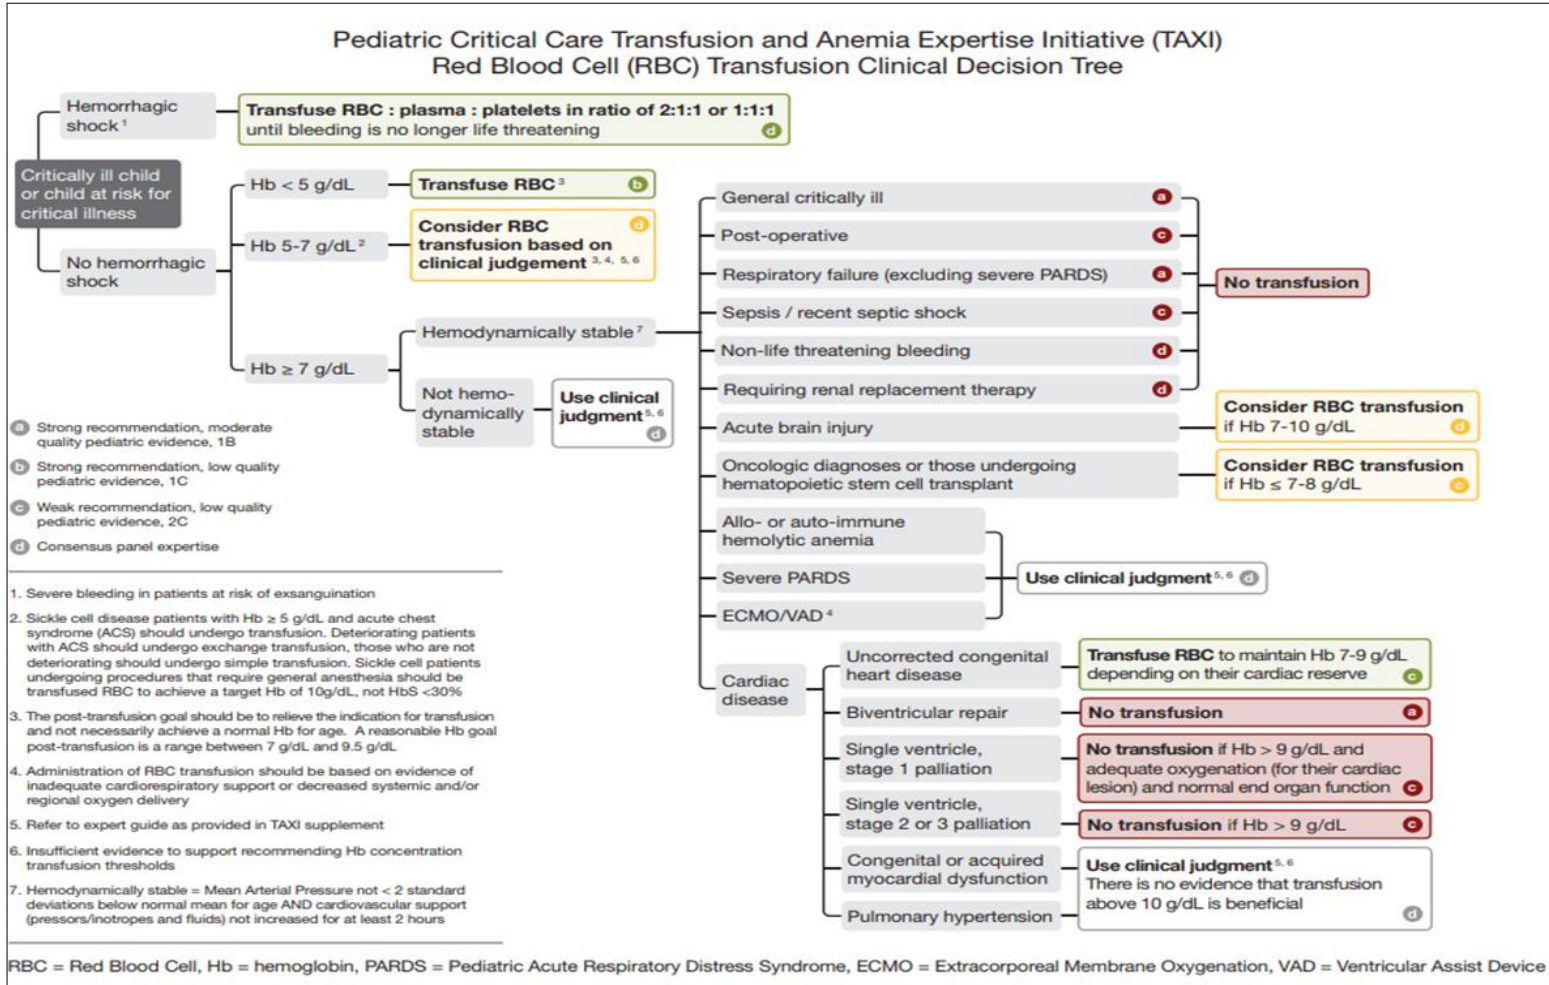 Pediatric Critical Care Transfusion and Anemia Expertise Initiative (TAXI)
Red Blood Cell (RBC) Transfusion Clinical Decision Tree
Critically ill child
or child at risk for
critical illness
Hemorrhagic
shock 1
Transfuse RBC : plasma : platelets in ratio of 2:1:1 or 1:1:1
until bleeding is no longer life threatening
d
No hemorrhagic
shock
Hb < 5 g/dL
Transfuse RBC 3
b
Hb 5-7 g/dL 2
Consider RBC
transfusion based on
clinical judgement 3, 4, 5, 6
d
Hb ≥ 7 g/dL
Hemodynamically stable 7
Not hemo-
dynamically
stable
Use clinical
judgment 5, 6
d
General critically ill
a
Post-operative
c
Respiratory failure (excluding severe PARDS)
a
Sepsis / recent septic shock
c
Non-life threatening bleeding
d
Requiring renal replacement therapy
d
No transfusion
Acute brain injury
Consider RBC transfusion
if Hb 7-10 g/dL
d
Oncologic diagnoses or those undergoing
hematopoietic stem cell transplant
Consider RBC transfusion
if Hb ≤ 7-8 g/dL
c
Allo- or auto-immune
hemolytic anemia
Severe PARDS
ECMO/VAD 4
Use clinical judgment 5, 6
d
Cardiac
disease
Uncorrected congenital
heart disease
Transfuse RBC to maintain Hb 7-9 g/dL
depending on their cardiac reserve
c
Biventricular repair
No transfusion
a
Single ventricle,
stage 1 palliation
No transfusion if Hb > 9 g/dL and
adequate oxygenation (for their cardiac
lesion) and normal end organ function
c
Single ventricle,
stage 2 or 3 palliation
No transfusion if Hb > 9 g/dL
c
Congenital or acquired
myocardial dysfunction
Pulmonary hypertension
Use clinical judgment 5, 6
There is no evidence that transfusion
above 10 g/dL is beneficial
d
a Strong recommendation, moderate
quality pediatric evidence, 1B
b Strong recommendation, low quality
pediatric evidence, 1C
c Weak recommendation, low quality
pediatric evidence, 2C
d Consensus panel expertise
1. Severe bleeding in patients at risk of exsanguination
2. Sickle cell disease patients with Hb ≥ 5 g/dL and acute chest
syndrome (ACS) should undergo transfusion. Deteriorating patients
with ACS should undergo exchange transfusion, those who are not
deteriorating should undergo simple transfusion. Sickle cell patients
undergoing procedures that require general anesthesia should be
transfused RBC to achieve a target Hb of 10g/dL, not HbS <30%
3. The post-transfusion goal should be to relieve the indication for transfusion
and not necessarily achieve a normal Hb for age. A reasonable Hb goal
post-transfusion is a range between 7 g/dL and 9.5 g/dL
4. Administration of RBC transfusion should be based on evidence of
inadequate cardiorespiratory support or decreased systemic and/or
regional oxygen delivery
5. Refer to expert guide as provided in TAXI supplement
6. Insufficient evidence to support recommending Hb concentration
transfusion thresholds
7. Hemodynamically stable = Mean Arterial Pressure not < 2 standard
deviations below normal mean for age AND cardiovascular support
(pressors/inotropes and fluids) not increased for at least 2 hours
RBC = Red Blood Cell, Hb = hemoglobin, PARDS = Pediatric Acute Respiratory Distress Syndrome, ECMO = Extracorporeal Membrane Oxygenation, VAD = Ventricular Assist Device